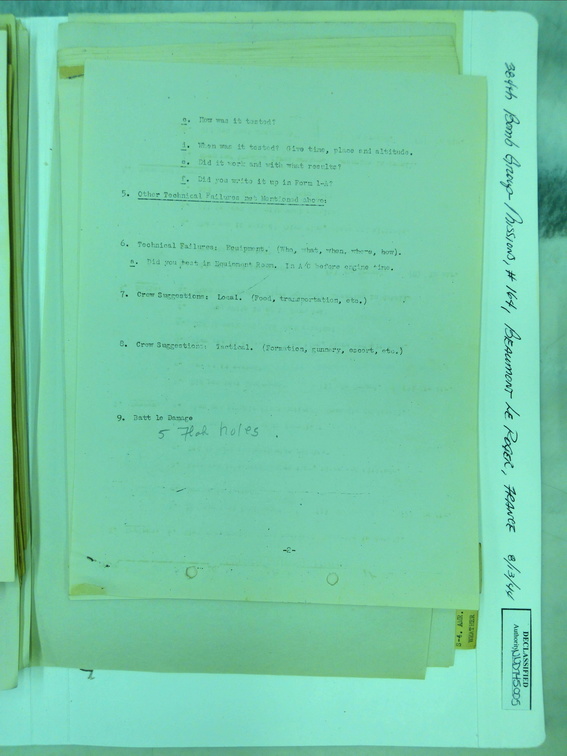 c. How was it tested?
d. When was it tested? Give time, place and altitude.
e. Did it work and with what results?
f. Did you write it up in Form 1-A?
5. Other Technical Failures not Mentioned above:
6. Technical Failures: Equipment. (Who, what, when, where, how).
a. Did you test in Equipment Room. In A/C before engine time.
7. Crew Suggestions: Local. (Food, transportation, etc.)
8. Crew Suggestions: Tactical. (Formation, gunnery, escort, etc.)
9. Battle Damage
5 Flak holes.
-2-
384th Bomb Group Missions, # 164, Beaumont Le Roger, France 8/13/44
DECLASSIFIED
Authority NND745005